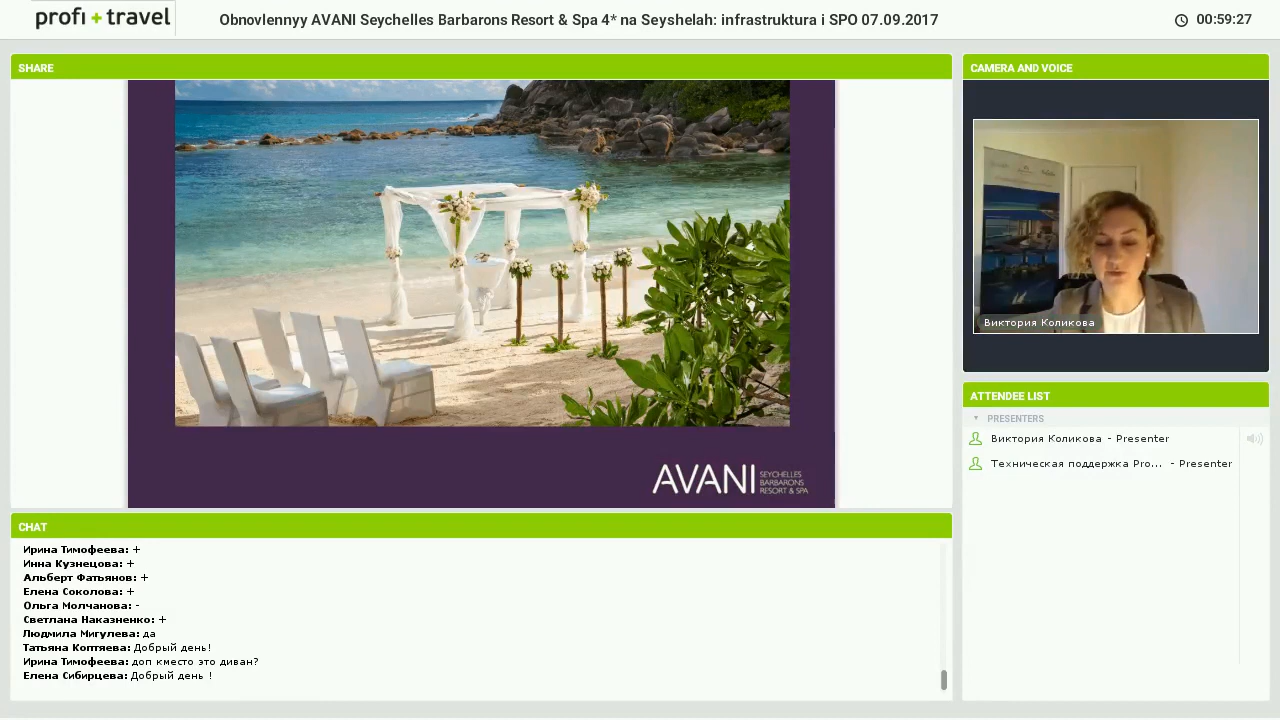 profi + travel
Obnovlennyy AVANI Seychelles Barbarons Resort & Spa 4* na Seyshelah: infrastruktura i SPO 07.09.2017
00:59:27
SHARE
AVANI SEYCHELLES
BARBARONS
RESORT & SPA
CAMERA AND VOICE
Виктория Коликова
ATTENDEE LIST
PRESENTERS
Виктория Коликова - Presenter
Техническая поддержка Pro... - Presenter
CHAT
Ирина Тимофеева: +
Инна Кузнецова: +
Альберт Фатьянов: +
Елена Соколова: +
Ольга Молчанова: -
Светлана Наказненко: +
Людмила Мигулева: да
Татьяна Коптяева: Добрый день!
Ирина Тимофеева: доп кместо это диван?
Елена Сибирцева: Добрый день !